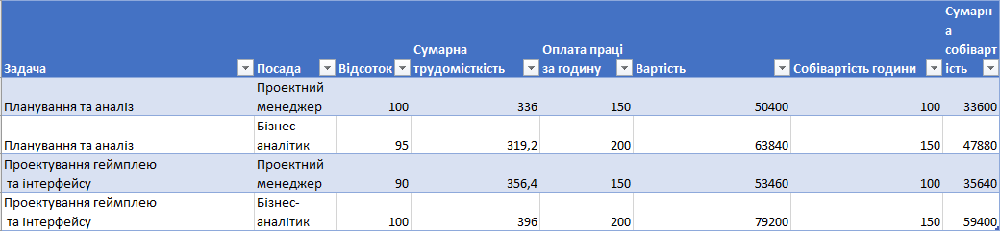 Задача Посада Відсоток Сумарна трудомісткість Оплата праці за годину Вартість Собівартість години Сумарн а собіварт ість
Планування та аналіз Проектний менеджер 100 336 150 50400 100 33600
Планування та аналіз Бізнес-аналітик 95 319,2 200 63840 150 47880
Проектування геймплею та інтерфейсу Проектний менеджер 90 356,4 150 53460 100 35640
Проектування геймплею та інтерфейсу Бізнес-аналітик 100 396 200 79200 150 59400